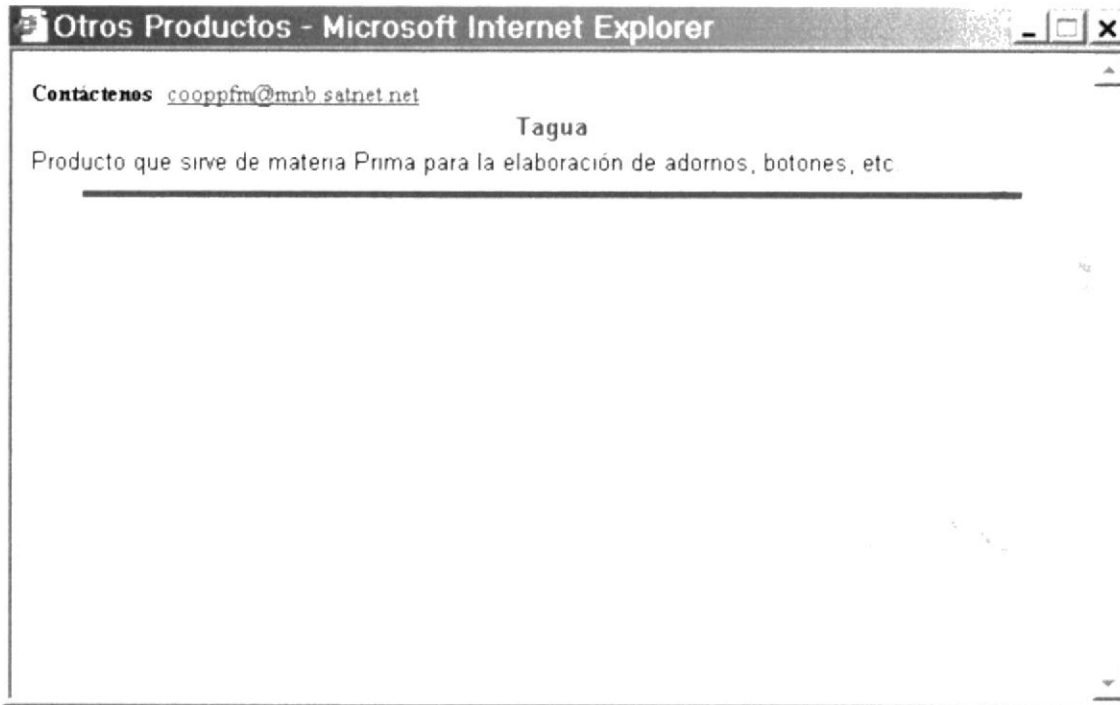 Otros Productos - Microsoft Internet Explorer
Contáctenos cooppfm@mnb.satnet.net
Tagua
Producto que sirve de materia Prima para la elaboración de adornos, botones, etc.